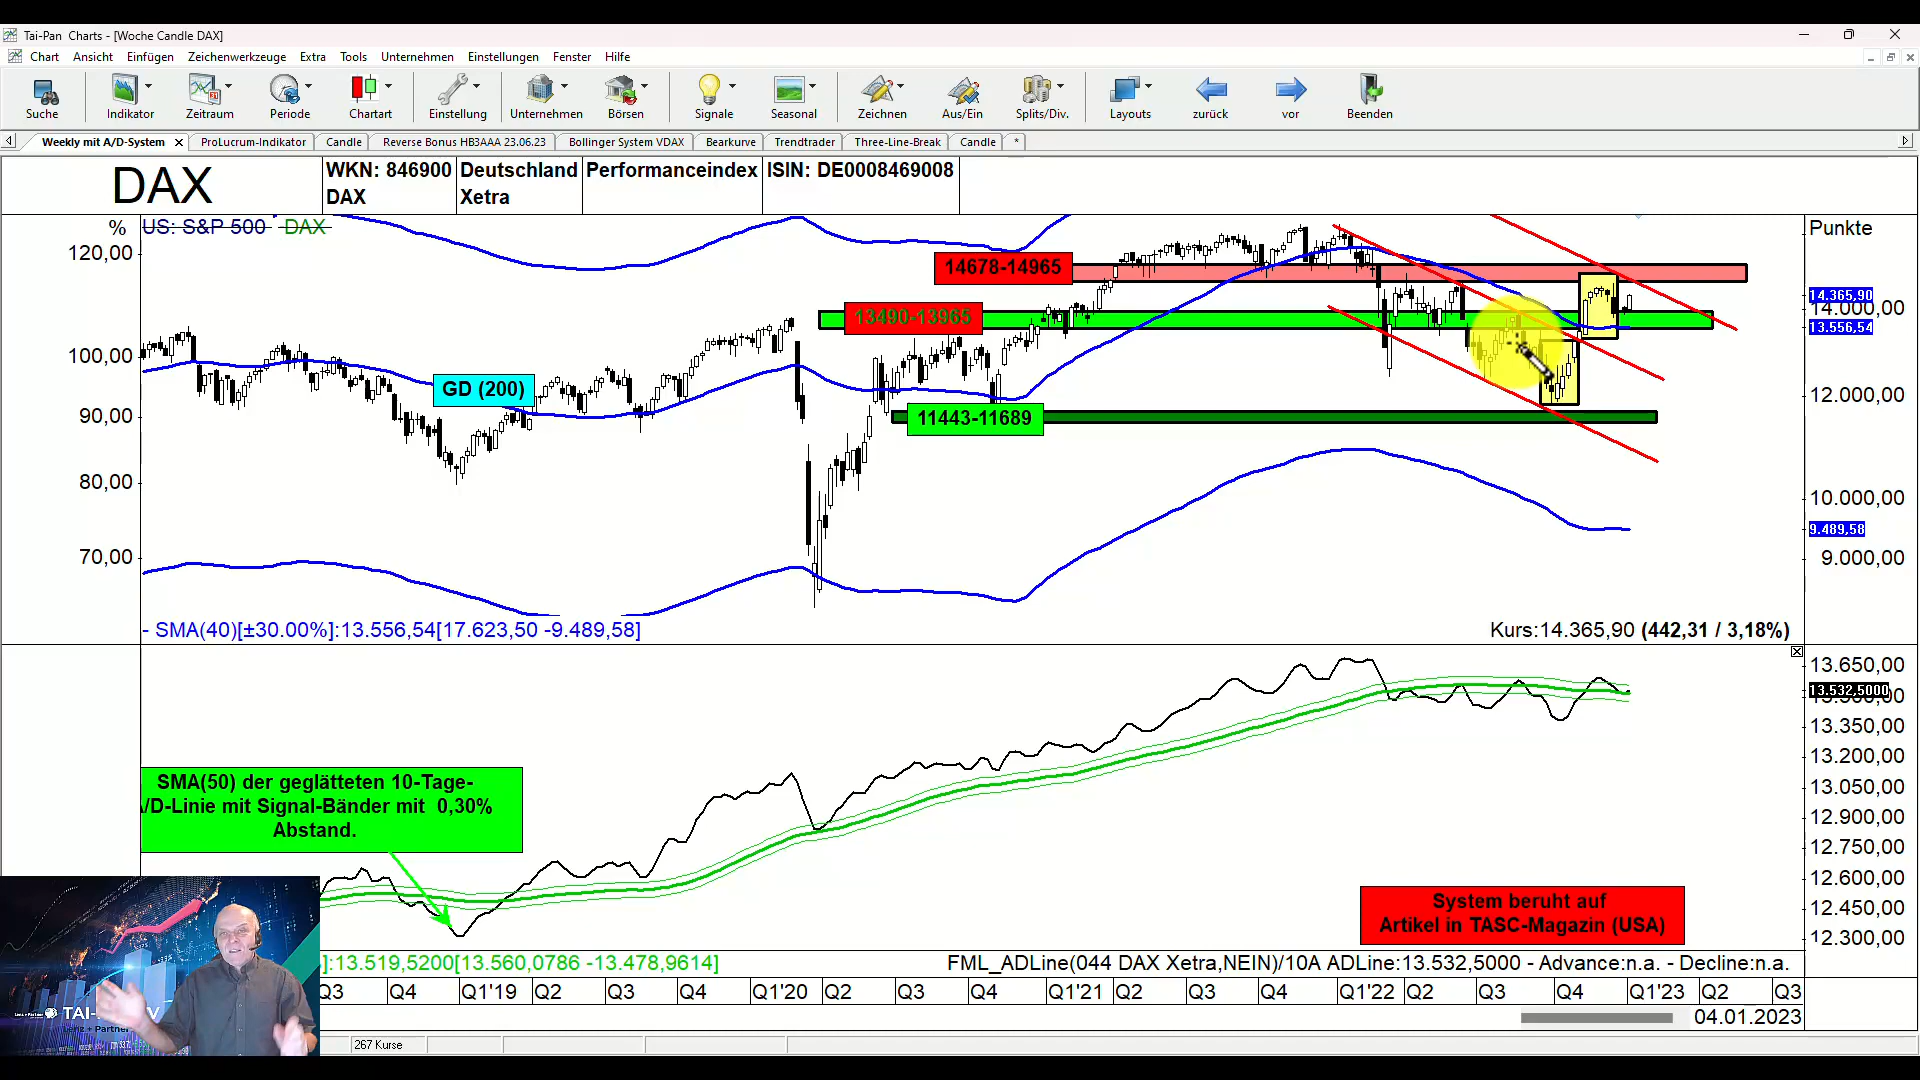 Tai-Pan Charts - [Woche Candle DAX]
Chart Ansicht Einfügen Zeichenwerkzeuge Extra Tools Unternehmen Einstellungen Fenster Hilfe
Suche Indikator Zeitraum Periode Chartart Einstellung Unternehmen Börsen Signale Seasonal Zeichnen Aus/Ein Splits/Div. Layouts zurück vor Beenden
Weekly mit A/D-System ProLucrum-Indikator Candle Reverse Bonus HB3AAA 23.06.23 Bollinger System VDAX Bearkurve Trendtrader Three-Line-Break Candle *
DAX
WKN: 846900 Deutschland Performanceindex ISIN: DE0008469008
DAX Xetra
% US: S&P 500 DAX Punkte
120,00
14678-14965
14.365,90
14.000,00
13490-13965
13.556,54
100,00
GD (200)
12.000,00
90,00
11443-11689
80,00
10.000,00
9.489,58
70,00
9.000,00
- SMA(40)[±30.00%]:13.556,54[17.623,50 -9.489,58]
Kurs:14.365,90 (442,31 / 3,18%)
13.650,00
13.532,5000
13.350,00
13.200,00
13.050,00
12.900,00
12.750,00
12.600,00
12.450,00
12.300,00
SMA(50) der geglätteten 10-Tage-
/D-Linie mit Signal-Bänder mit 0,30%
Abstand.
System beruht auf
Artikel in TASC-Magazin (USA)
]:13.519,5200[13.560,0786 -13.478,9614]
FML_ADLine(044 DAX Xetra,NEIN)/10A ADLine:13.532,5000 - Advance:n.a. - Decline:n.a.
Q3 Q4 Q1'19 Q2 Q3 Q4 Q1'20 Q2 Q3 Q4 Q1'21 Q2 Q3 Q4 Q1'22 Q2 Q3 Q4 Q1'23 Q2 Q3
04.01.2023
TAI-
Lenz + Partner
267 Kurse